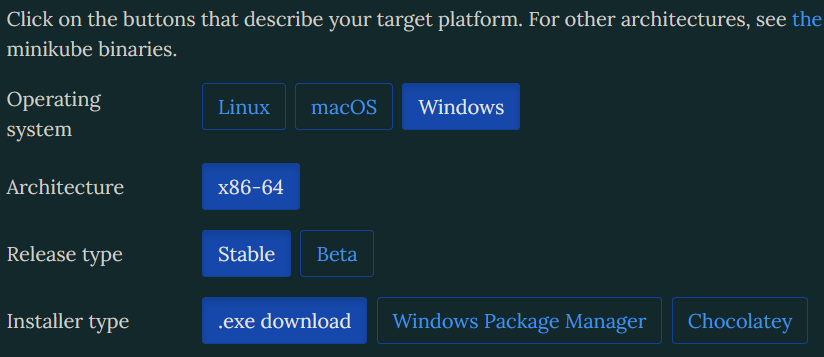 Click on the buttons that describe your target platform. For other architectures, see the
minikube binaries.
Operating
system
Linux macOS Windows
Architecture x86-64
Release type Stable Beta
Installer type .exe download Windows Package Manager Chocolatey